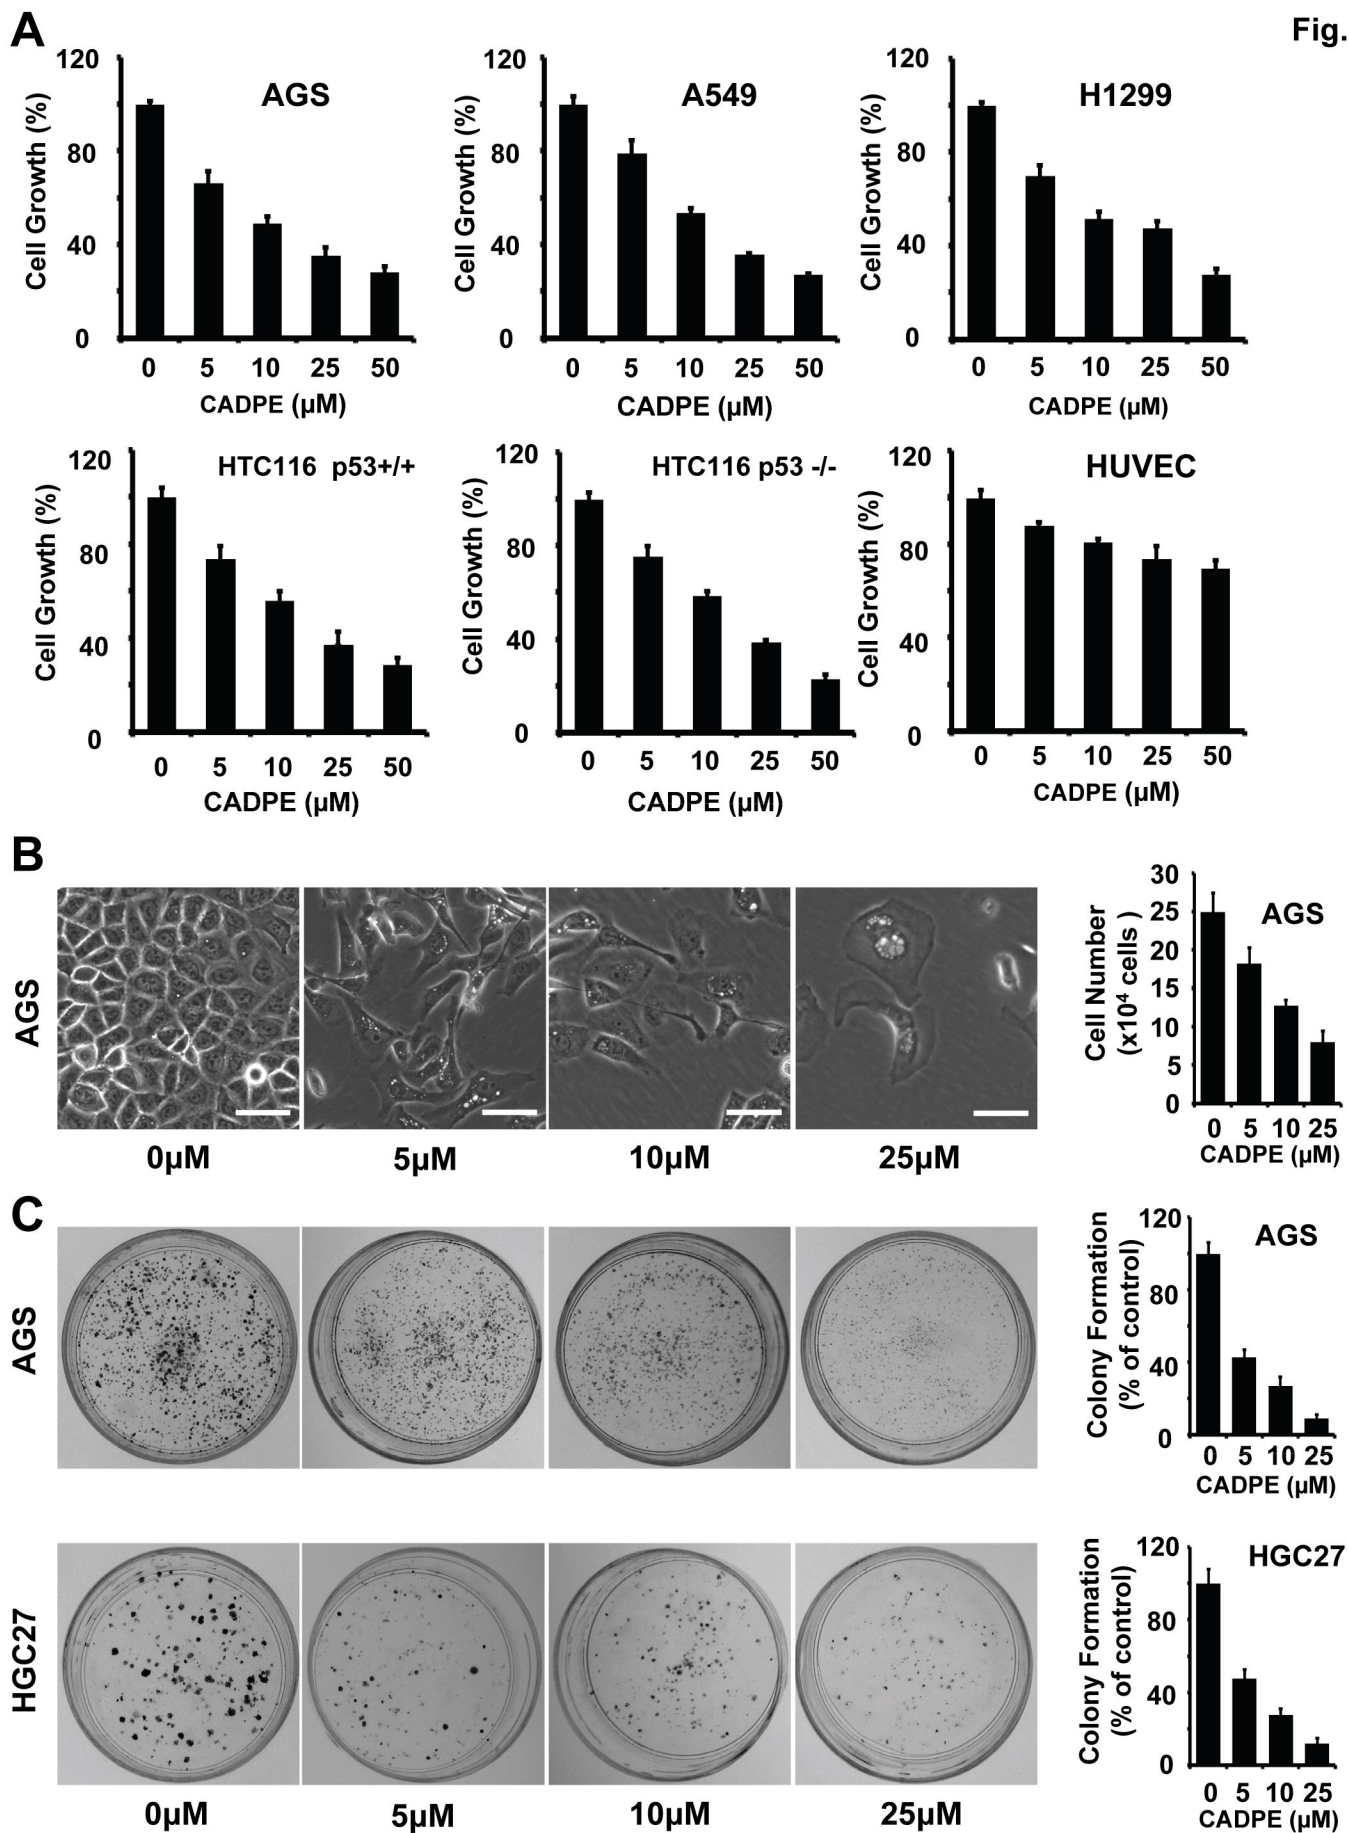 A
Fig.
120
80
40
0
Cell Growth (%)
AGS
0 5 10 25 50
CADPE (µM)
120
80
40
0
Cell Growth (%)
A549
0 5 10 25 50
CADPE (µM)
120
80
40
0
Cell Growth (%)
H1299
0 5 10 25 50
CADPE (µM)
120
80
40
0
Cell Growth (%)
HTC116 p53+/+
0 5 10 25 50
CADPE (µM)
120
80
40
0
Cell Growth (%)
HTC116 p53 -/-
0 5 10 25 50
CADPE (µM)
120
80
40
0
Cell Growth (%)
HUVEC
0 5 10 25 50
CADPE (µM)
B
AGS
0µM 5µM 10µM 25µM
30
25
20
15
10
5
0
Cell Number
(x10⁴ cells )
AGS
0 5 10 25
CADPE (µM)
C
AGS
120
80
40
0
Colony Formation
(% of control)
AGS
0 5 10 25
CADPE (µM)
HGC27
0µM 5µM 10µM 25µM
120
80
40
0
Colony Formation
(% of control)
HGC27
0 5 10 25
CADPE (µM)